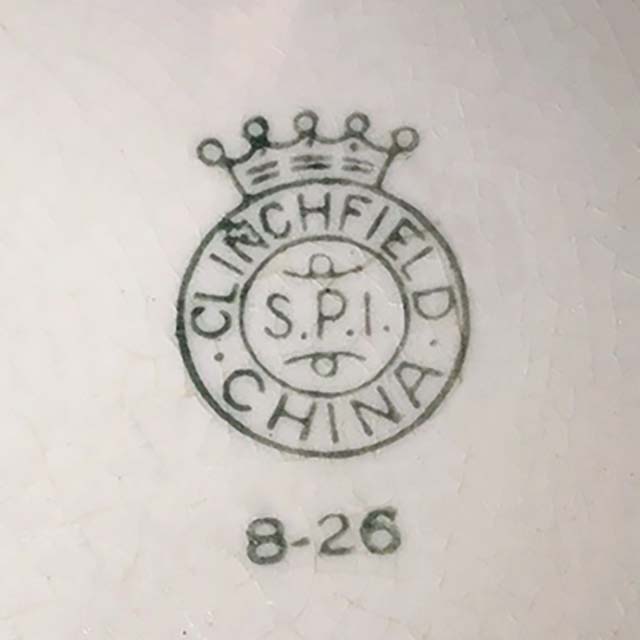 CLINCHFIELD
S.P.I.
· CHINA ·
8-26